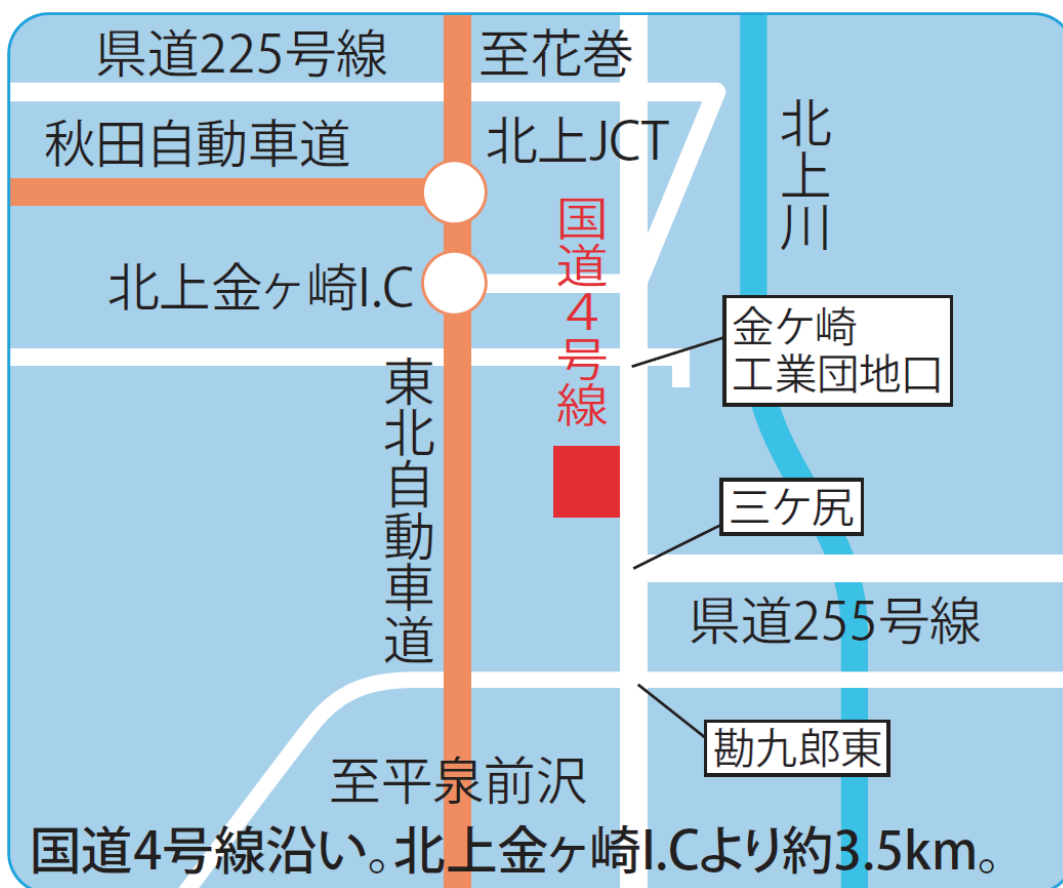 県道225号線
至花巻
秋田自動車道
北上JCT
北上川
国道4号線
北上金ヶ崎I.C
金ケ崎
工業団地口
東北自動車道
三ケ尻
県道255号線
勘九郎東
至平泉前沢
国道4号線沿い。北上金ヶ崎I.Cより約3.5km。